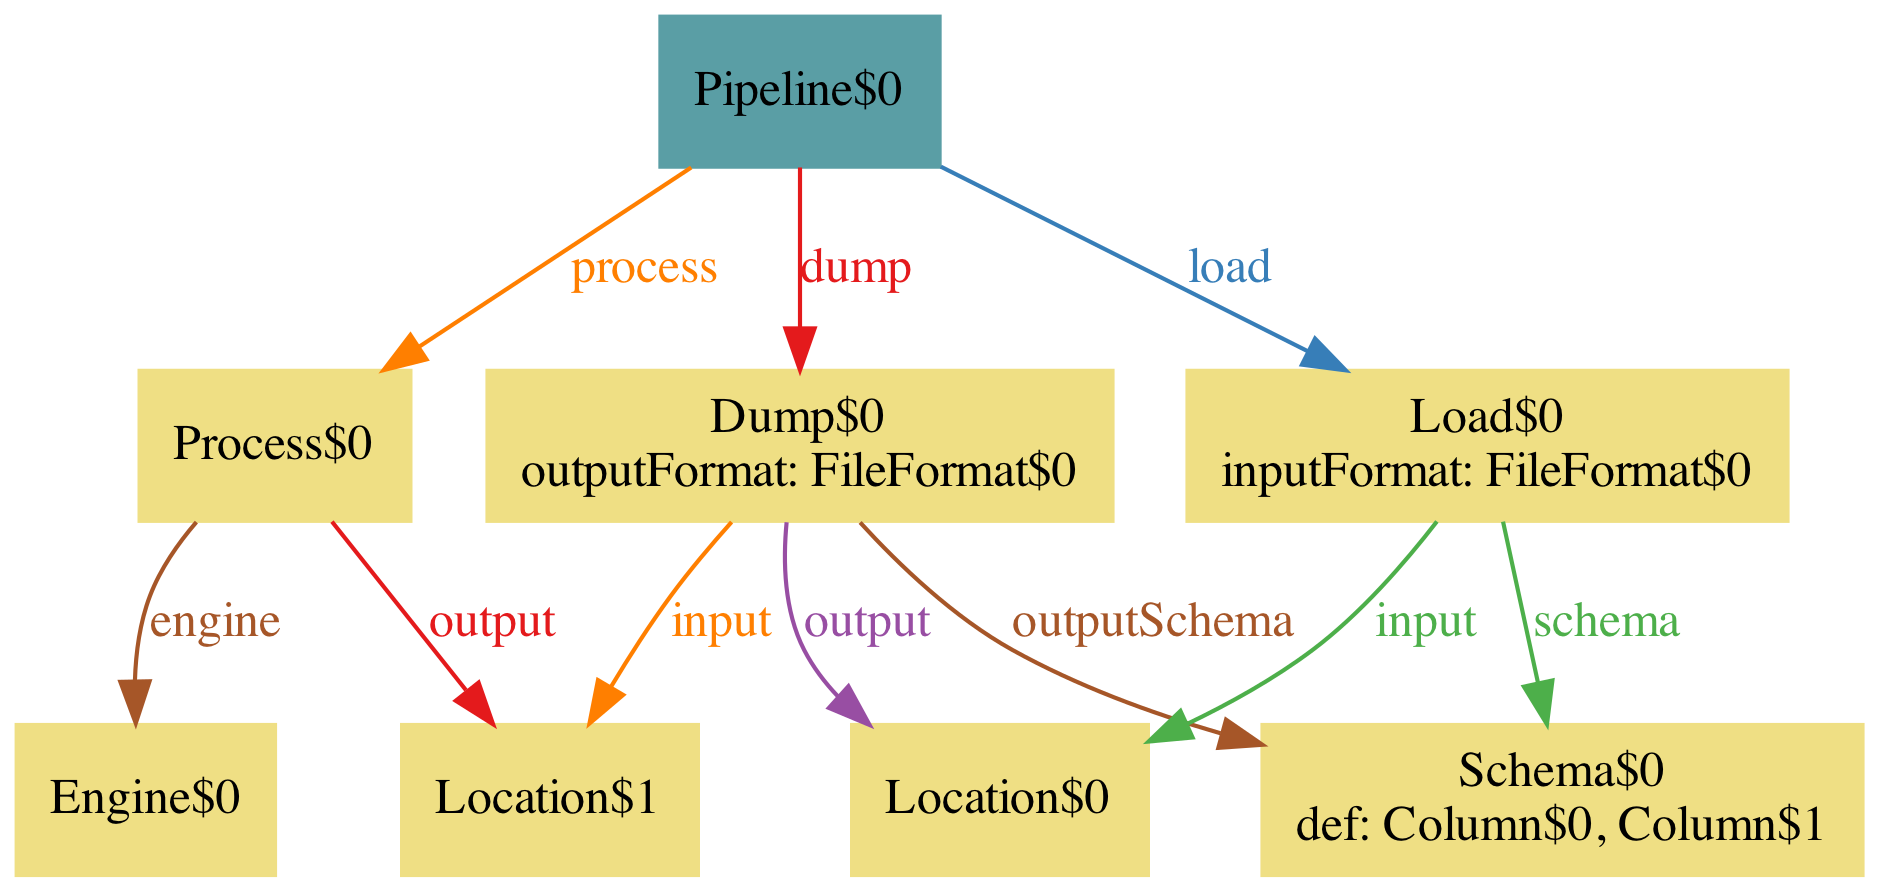 Pipeline$0
process
dump
load
Process$0
Dump$0
outputFormat: FileFormat$0
Load$0
inputFormat: FileFormat$0
engine
output
input
output
outputSchema
input
schema
Engine$0
Location$1
Location$0
Schema$0
def: Column$0, Column$1